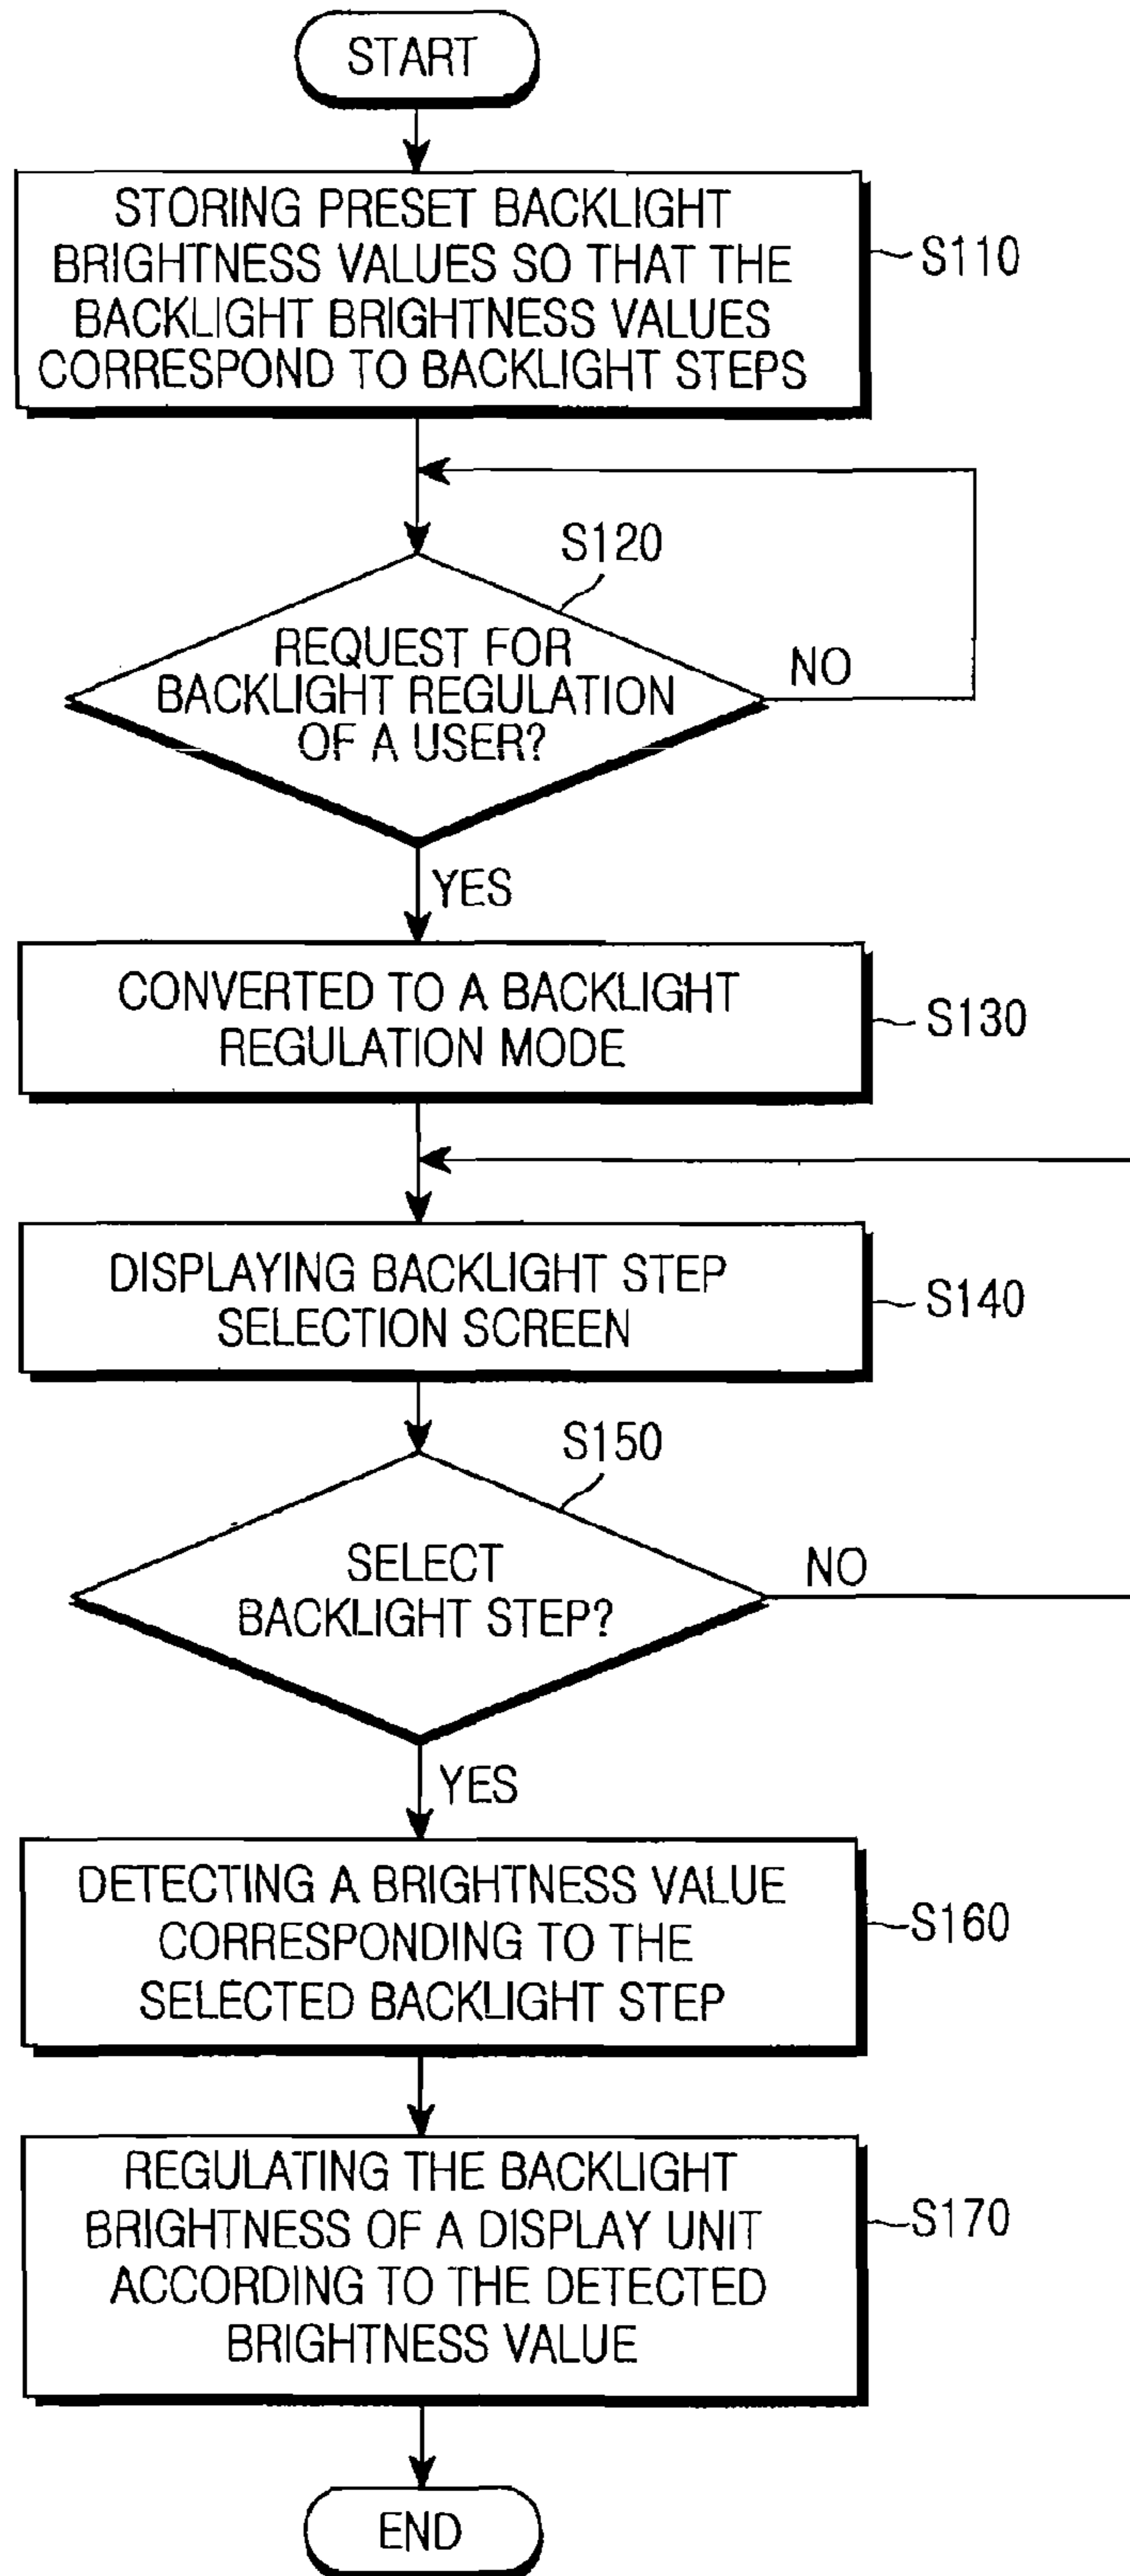 START
STORING PRESET BACKLIGHT
BRIGHTNESS VALUES SO THAT THE
BACKLIGHT BRIGHTNESS VALUES
CORRESPOND TO BACKLIGHT STEPS
S110
S120
REQUEST FOR
BACKLIGHT REGULATION
OF A USER?
NO
YES
CONVERTED TO A BACKLIGHT
REGULATION MODE
S130
DISPLAYING BACKLIGHT STEP
SELECTION SCREEN
S140
S150
SELECT
BACKLIGHT STEP?
NO
YES
DETECTING A BRIGHTNESS VALUE
CORRESPONDING TO THE
SELECTED BACKLIGHT STEP
S160
REGULATING THE BACKLIGHT
BRIGHTNESS OF A DISPLAY UNIT
ACCORDING TO THE DETECTED
BRIGHTNESS VALUE
S170
END